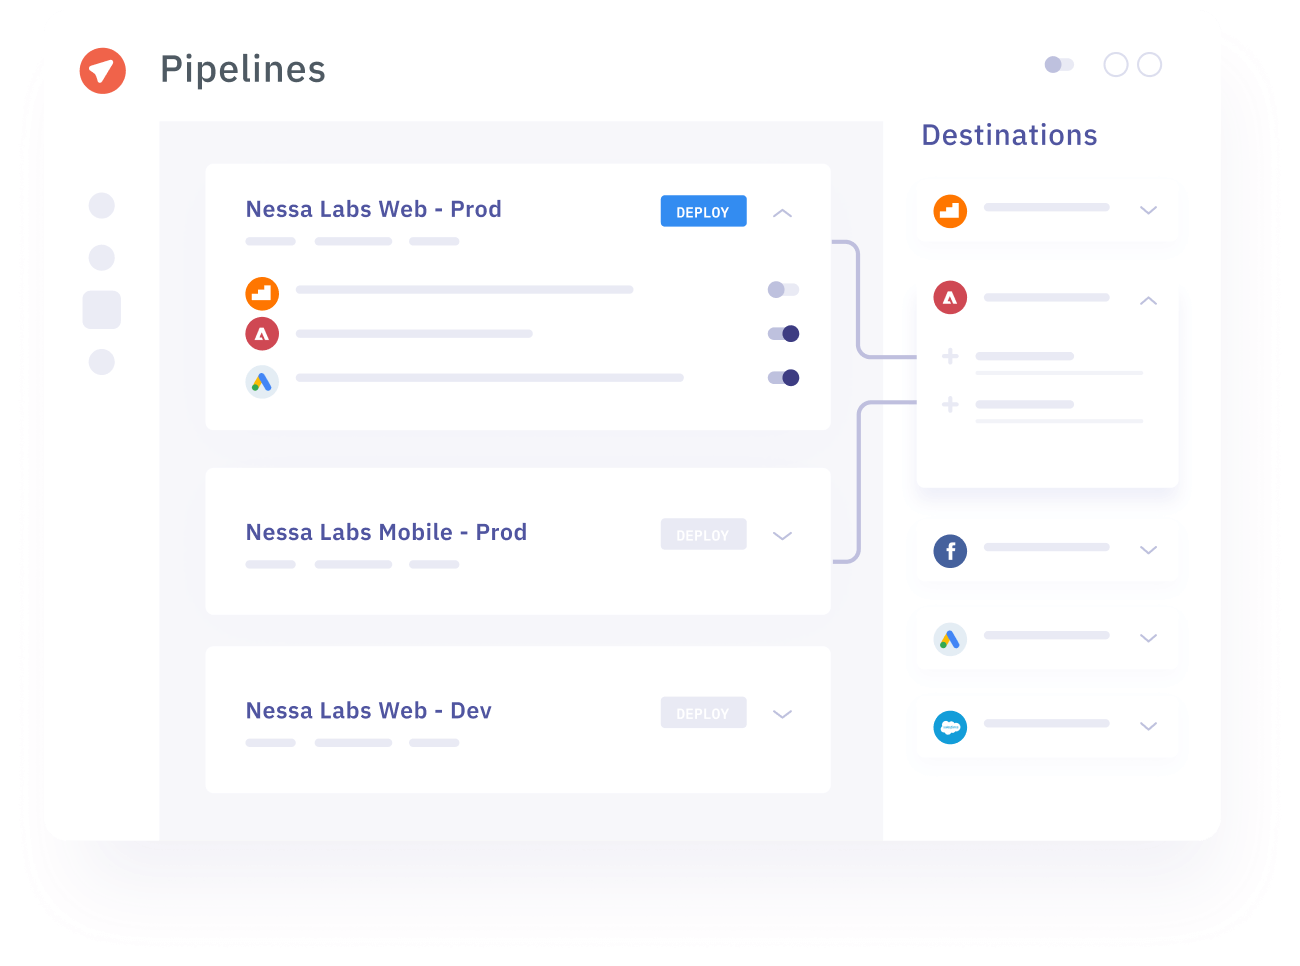 Pipelines
Destinations
Nessa Labs Web - Prod
DEPLOY
Nessa Labs Mobile - Prod
DEPLOY
Nessa Labs Web - Dev
DEPLOY